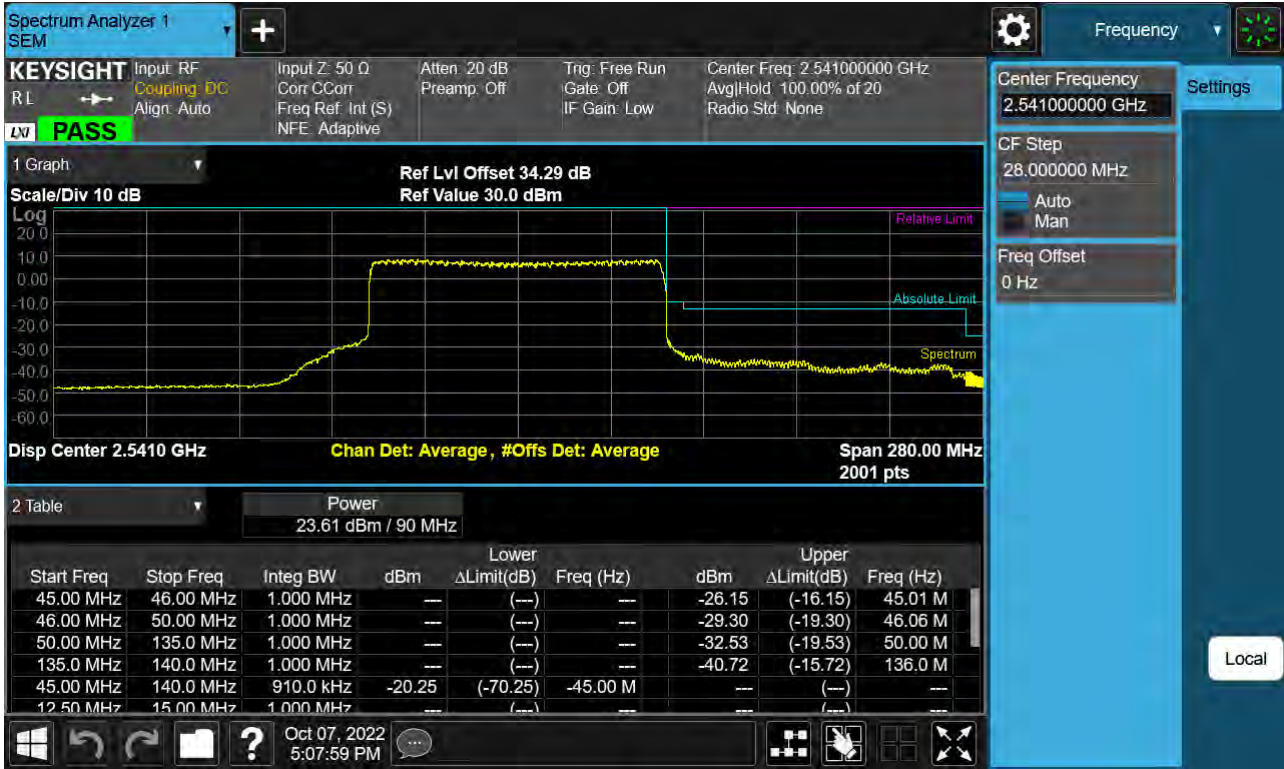 Spectrum Analyzer 1
SEM
Frequency
KEYSIGHT
RL
LXI PASS
Input: RF
Coupling: DC
Align: Auto
Input Z: 50 Ω
Corr CCorr
Freq Ref: Int (S)
NFE: Adaptive
Atten: 20 dB
Preamp: Off
Trig: Free Run
Gate: Off
IF Gain: Low
Center Freq: 2.541000000 GHz
Avg|Hold: 100.00% of 20
Radio Std: None
Center Frequency
2.541000000 GHz
Settings
CF Step
28.000000 MHz
Auto
Man
Freq Offset
0 Hz
Local
1 Graph
Scale/Div 10 dB
Ref Lvl Offset 34.29 dB
Ref Value 30.0 dBm
Log
20.0
10.0
0.00
-10.0
-20.0
-30.0
-40.0
-50.0
-60.0
Relative Limit
Absolute Limit
Spectrum
Disp Center 2.5410 GHz
Chan Det: Average , #Offs Det: Average
Span 280.00 MHz
2001 pts
2 Table
Power
23.61 dBm / 90 MHz
Lower Upper
Start Freq Stop Freq Integ BW dBm ΔLimit(dB) Freq (Hz) dBm ΔLimit(dB) Freq (Hz)
45.00 MHz 46.00 MHz 1.000 MHz --- (---) --- -26.15 (-16.15) 45.01 M
46.00 MHz 50.00 MHz 1.000 MHz --- (---) --- -29.30 (-19.30) 46.06 M
50.00 MHz 135.0 MHz 1.000 MHz --- (---) --- -32.53 (-19.53) 50.00 M
135.0 MHz 140.0 MHz 1.000 MHz --- (---) --- -40.72 (-15.72) 136.0 M
45.00 MHz 140.0 MHz 910.0 kHz -20.25 (-70.25) -45.00 M --- (---) ---
12.50 MHz 15.00 MHz 1.000 MHz --- (---) --- --- (---) ---
? Oct 07, 2022
5:07:59 PM